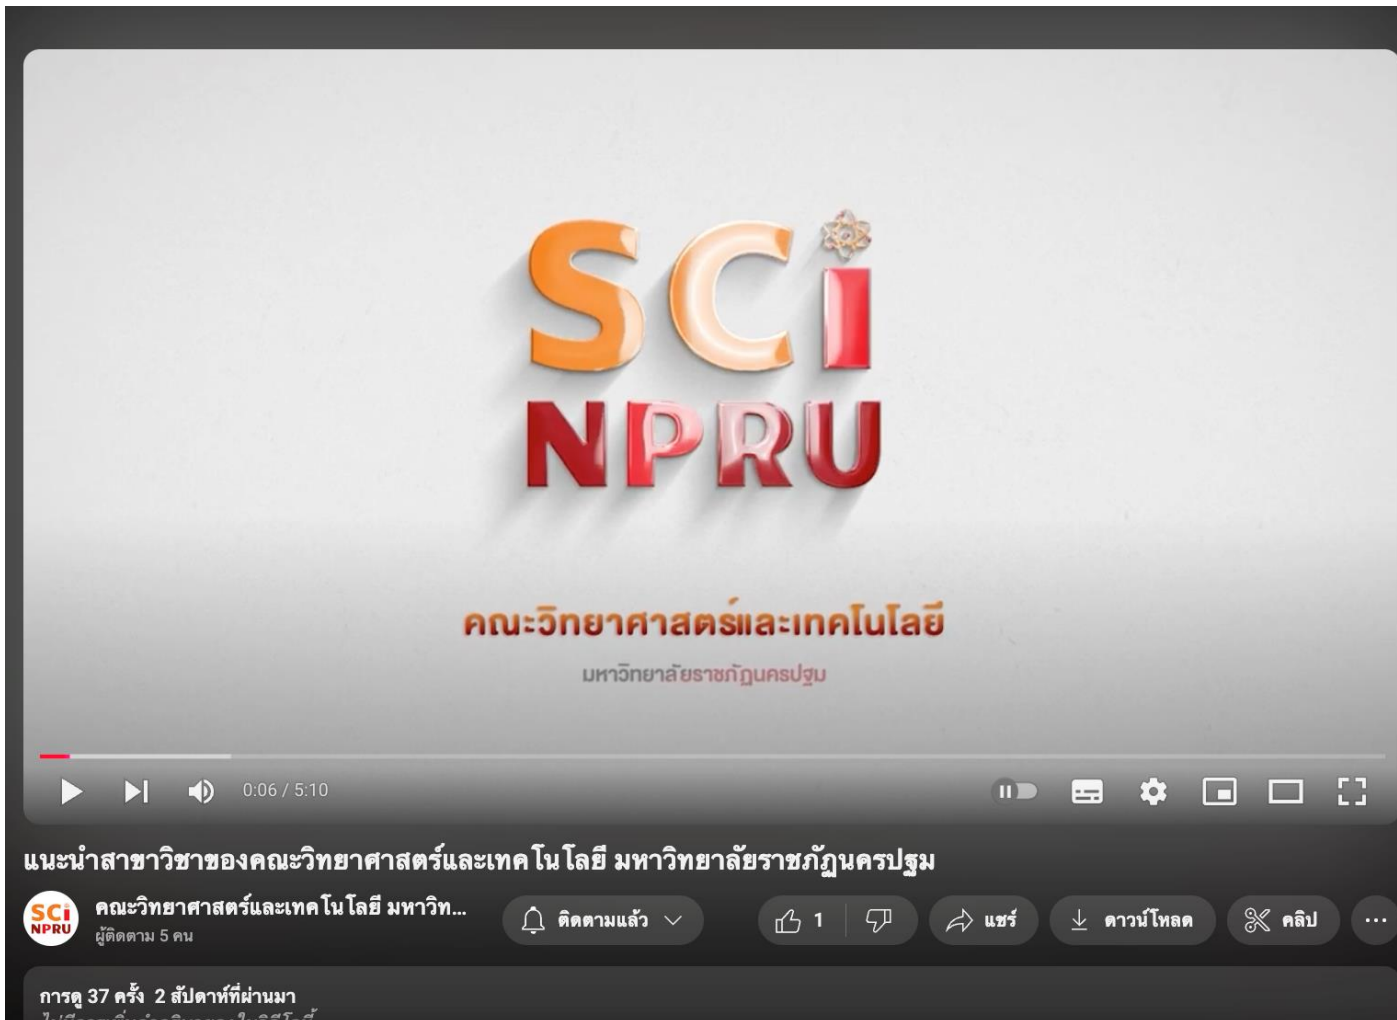 SCi
NPRU
คณะวิทยาศาสตร์และเทคโนโลยี
มหาวิทยาลัยราชภัฏนครปฐม
0:06 / 5:10
แนะนำสาขาวิชาของคณะวิทยาศาสตร์และเทคโนโลยี มหาวิทยาลัยราชภัฏนครปฐม
SCi
NPRU
คณะวิทยาศาสตร์และเทคโนโลยี มหาวิท...
ผู้ติดตาม 5 คน
ติดตามแล้ว
1
แชร์
ดาวน์โหลด
คลิป
การดู 37 ครั้ง 2 สัปดาห์ที่ผ่านมา